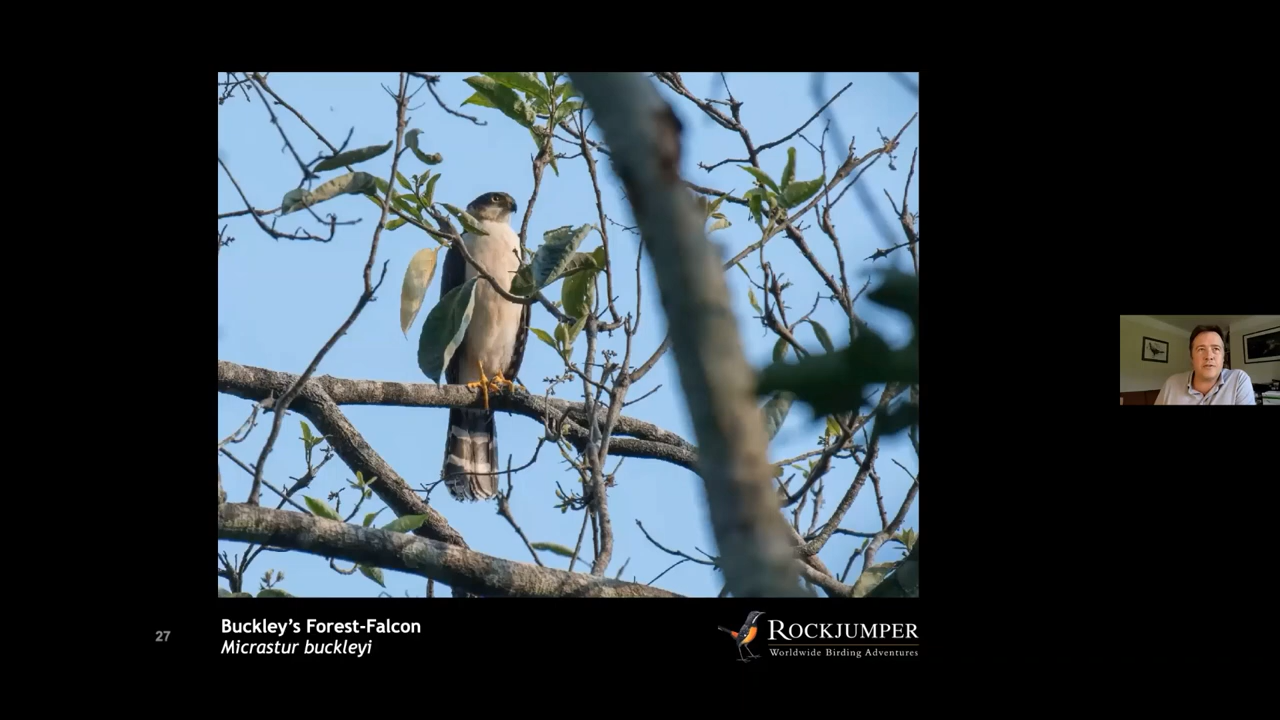 27
Buckley's Forest-Falcon
Micrastur buckleyi
ROCKJUMPER
Worldwide Birding Adventures